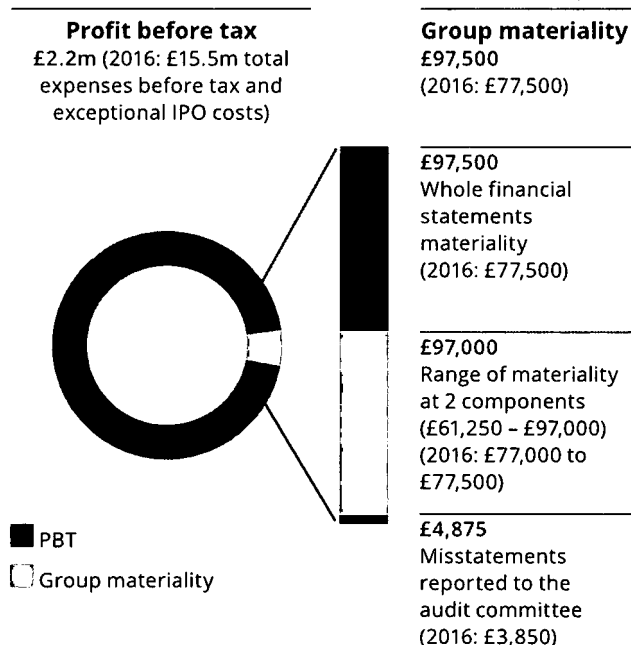 Profit before tax
£2.2m (2016: £15.5m total
expenses before tax and
exceptional IPO costs)
Group materiality
£97,500
(2016: £77,500)
£97,500
Whole financial
statements
materiality
(2016: £77,500)
£97,000
Range of materiality
at 2 components
(£61,250 – £97,000)
(2016: £77,000 to
£77,500)
£4,875
Misstatements
reported to the
audit committee
(2016: £3,850)
PBT
Group materiality